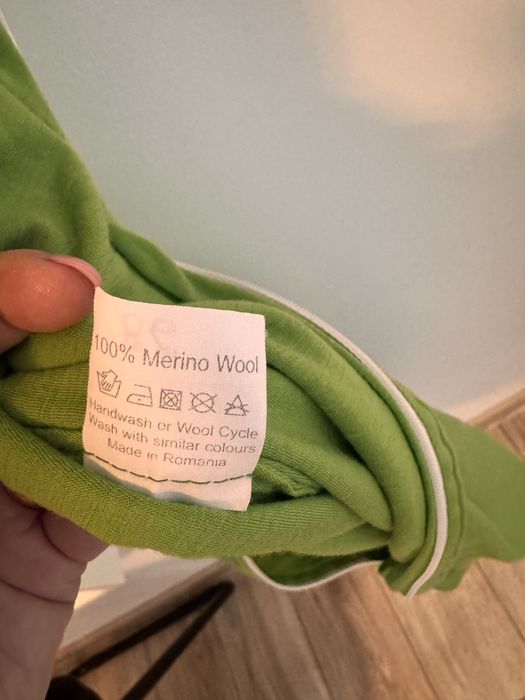 100% Merino Wool
Handwash or Wool Cycle
Wash with similar colours
Made in Romania